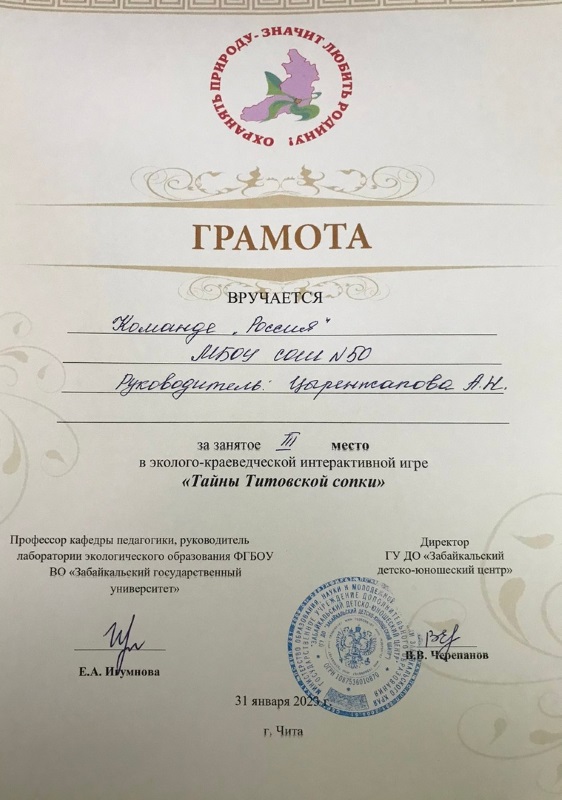 ОХРАНЯТЬ ПРИРОДУ - ЗНАЧИТ ЛЮБИТЬ РОДИНУ!
ГРАМОТА
ВРУЧАЕТСЯ
Команде „Россия"
МБОУ СОШ №50
Руководитель: Цырентарова А.Н.
за занятое III место
в эколого-краеведческой интерактивной игре
«Тайны Титовской сопки»
Профессор кафедры педагогики, руководитель
лаборатории экологического образования ФГБОУ
ВО «Забайкальский государственный
университет»
Е.А. Игумнова
Директор
ГУ ДО «Забайкальский
детско-юношеский центр»
В.В. Черепанов
31 января 2023 г.
г. Чита